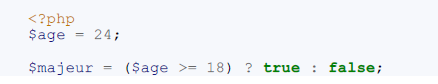 <?php
$age = 24;
$majeur = ($age >= 18) ? true : false;